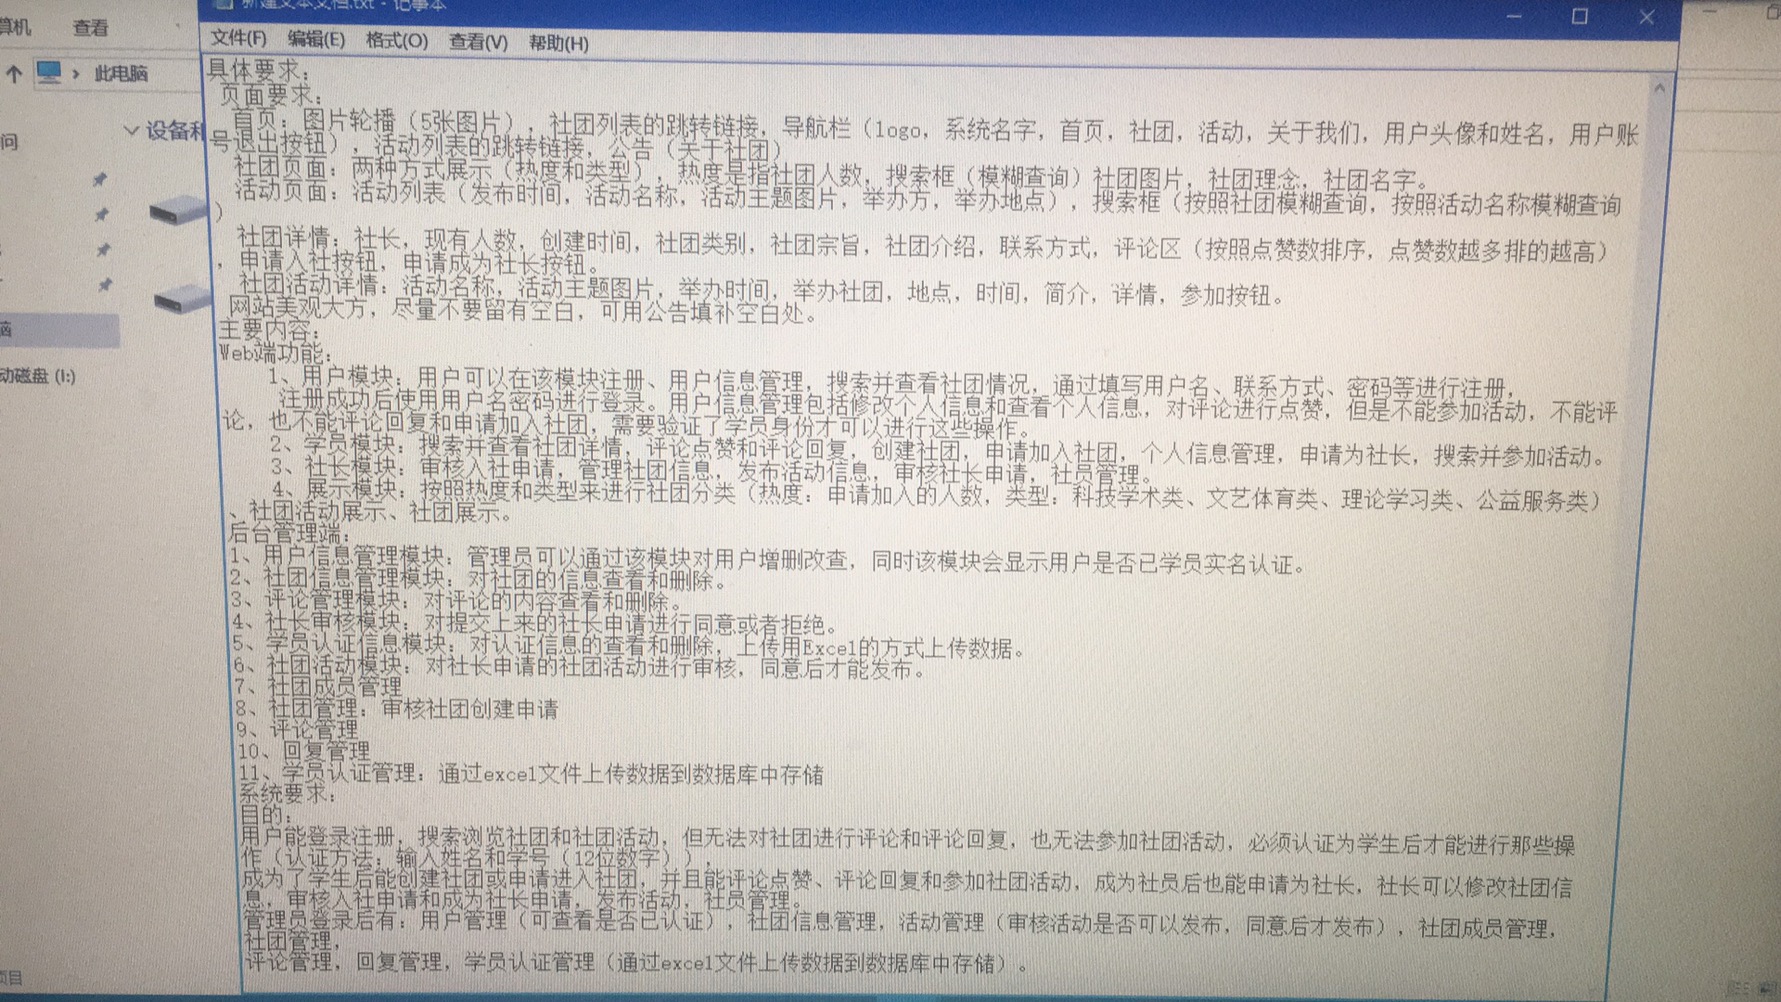 新建文本文档.txt - 记事本
算机
查看
文件(F) 编辑(E) 格式(O) 查看(V) 帮助(H)
此电脑
设备和
问
脑
动磁盘 (I:)
项目
具体要求：
页面要求：
首页：图片轮播（5张图片），社团列表的跳转链接，导航栏（logo，系统名字，首页，社团，活动，关于我们，用户头像和姓名，用户账
号退出按钮），活动列表的跳转链接，公告（关于社团）
社团页面：两种方式展示（热度和类型），热度是指社团人数，搜索框（模糊查询）社团图片，社团理念，社团名字。
活动页面：活动列表（发布时间，活动名称，活动主题图片，举办方，举办地点），搜索框（按照社团模糊查询，按照活动名称模糊查询
）
社团详情：社长，现有人数，创建时间，社团类别，社团宗旨，社团介绍，联系方式，评论区（按照点赞数排序，点赞数越多排的越高）
，申请入社按钮，申请成为社长按钮。
社团活动详情：活动名称，活动主题图片，举办时间，举办社团，地点，时间，简介，详情，参加按钮。
网站美观大方，尽量不要留有空白，可用公告填补空白处。
主要内容：
Web端功能：
1、用户模块：用户可以在该模块注册、用户信息管理，搜索并查看社团情况，通过填写用户名、联系方式、密码等进行注册，
注册成功后使用用户名密码进行登录。用户信息管理包括修改个人信息和查看个人信息，对评论进行点赞，但是不能参加活动，不能评
论，也不能评论回复和申请加入社团，需要验证了学员身份才可以进行这些操作。
2、学员模块：搜索并查看社团详情，评论点赞和评论回复，创建社团，申请加入社团，个人信息管理，申请为社长，搜索并参加活动。
3、社长模块：审核入社申请，管理社团信息，发布活动信息，审核社长申请，社员管理。
4、展示模块：按照热度和类型来进行社团分类（热度：申请加入的人数，类型：科技学术类、文艺体育类、理论学习类、公益服务类）
、社团活动展示、社团展示。
后台管理端：
1、用户信息管理模块：管理员可以通过该模块对用户增删改查，同时该模块会显示用户是否已学员实名认证。
2、社团信息管理模块：对社团的信息查看和删除。
3、评论管理模块：对评论的内容查看和删除。
4、社长审核模块：对提交上来的社长申请进行同意或者拒绝。
5、学员认证信息模块：对认证信息的查看和删除，上传用Excel的方式上传数据。
6、社团活动模块：对社长申请的社团活动进行审核，同意后才能发布。
7、社团成员管理
8、社团管理：审核社团创建申请
9、评论管理
10、回复管理
11、学员认证管理：通过excel文件上传数据到数据库中存储
系统要求：
目的：
用户能登录注册，搜索浏览社团和社团活动，但无法对社团进行评论和评论回复，也无法参加社团活动，必须认证为学生后才能进行那些操
作（认证方法：输入姓名和学号（12位数字）），
成为了学生后能创建社团或申请进入社团，并且能评论点赞、评论回复和参加社团活动，成为社员后也能申请为社长，社长可以修改社团信
息，审核入社申请和成为社长申请，发布活动，社员管理。
管理员登录后有：用户管理（可查看是否已认证），社团信息管理，活动管理（审核活动是否可以发布，同意后才发布），社团成员管理，
社团管理，
评论管理，回复管理，学员认证管理（通过excel文件上传数据到数据库中存储）。